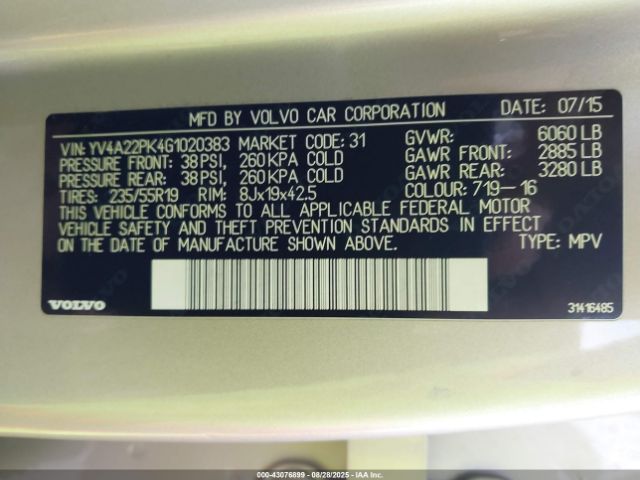 MFD BY VOLVO CAR CORPORATION DATE: 07/15
VIN: YV4A22PK4G1020383 MARKET CODE: 31 GVWR: 6060 LB
PRESSURE FRONT: 38 PSI, 260 KPA COLD GAWR FRONT: 2885 LB
PRESSURE REAR: 38 PSI, 260 KPA COLD GAWR REAR: 3280 LB
TIRES: 235/55R19 RIM: 8Jx19x42.5 COLOUR: 719-16
THIS VEHICLE CONFORMS TO ALL APPLICABLE FEDERAL MOTOR
VEHICLE SAFETY AND THEFT PREVENTION STANDARDS IN EFFECT
ON THE DATE OF MANUFACTURE SHOWN ABOVE. TYPE: MPV
VOLVO 31416485
000-43076899 | 08/28/2025 | IAA Inc.